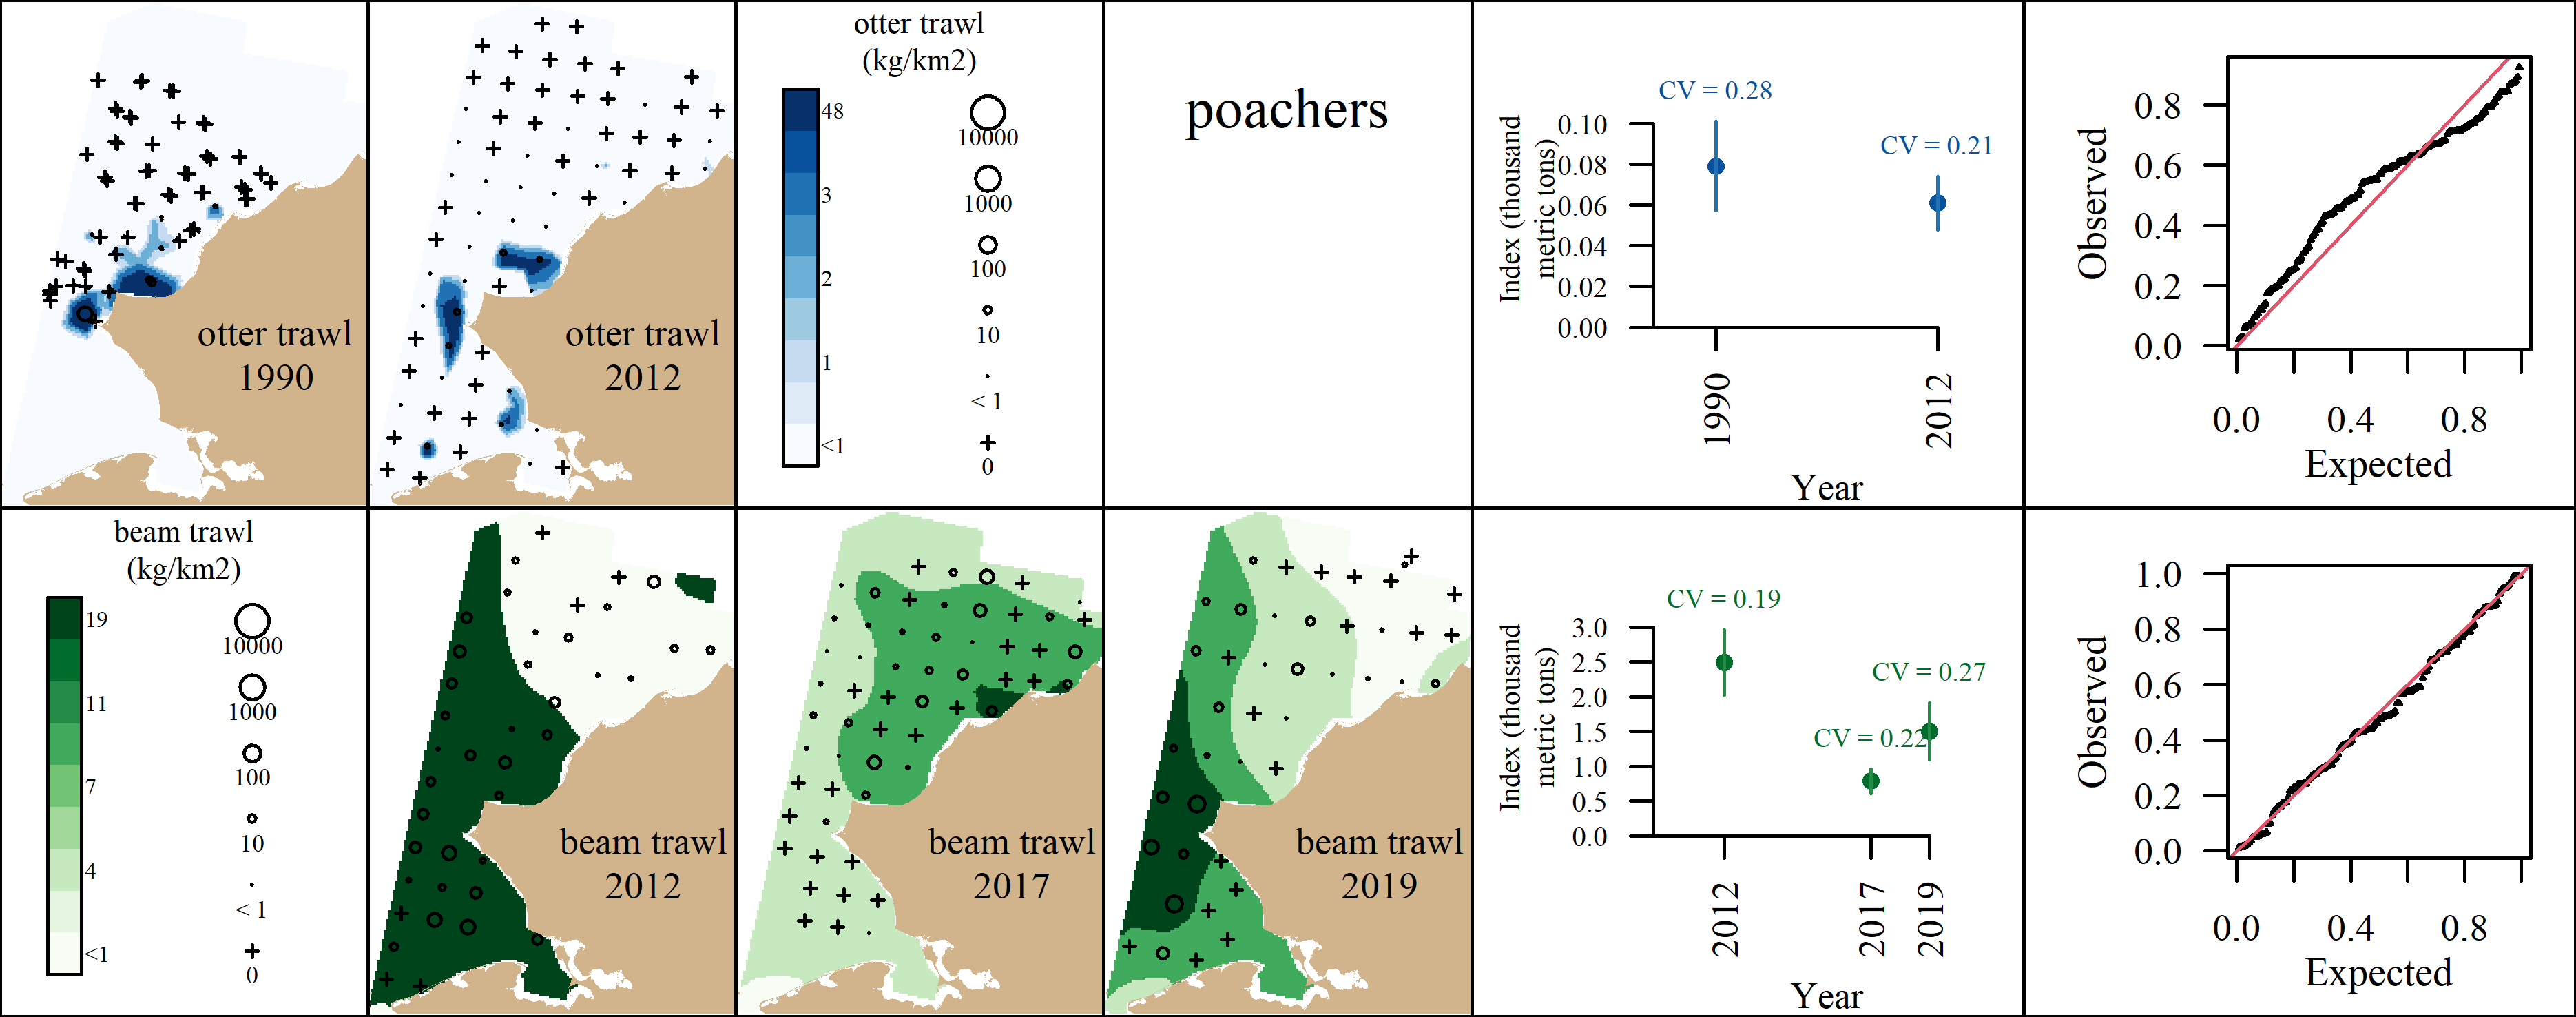 otter trawl
1990
otter trawl
2012
otter trawl
(kg/km2)
48
3
2
1
<1
10000
1000
100
10
< 1
0
poachers
CV = 0.28
CV = 0.21
Index (thousand
metric tons)
0.10
0.08
0.06
0.04
0.02
0.00
1990
2012
Year
Observed
0.8
0.6
0.4
0.2
0.0
0.0 0.4 0.8
Expected
beam trawl
(kg/km2)
19
11
7
4
<1
10000
1000
100
10
< 1
0
beam trawl
2012
beam trawl
2017
beam trawl
2019
CV = 0.19
CV = 0.27
CV = 0.22
Index (thousand
metric tons)
3.0
2.5
2.0
1.5
1.0
0.5
0.0
2012
2017
2019
Year
Observed
1.0
0.8
0.6
0.4
0.2
0.0
0.0 0.4 0.8
Expected